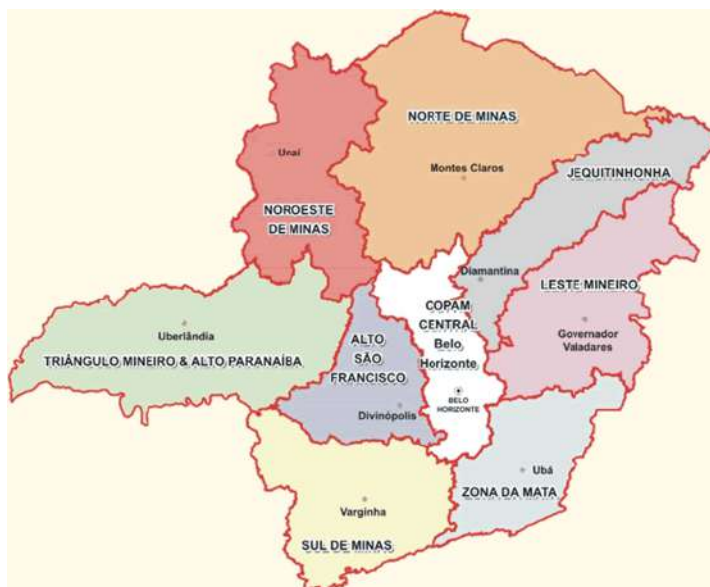 NORTE DE MINAS
Unaí
Montes Claros
JEQUITINHONHA
NOROESTE
DE MINAS
Diamantina
LESTE MINEIRO
COPAM
CENTRAL
Belo
Horizonte
Uberlândia
Governador
Valadares
ALTO
SÃO
FRANCISCO
TRIÂNGULO MINEIRO & ALTO PARANAÍBA
BELO
HORIZONTE
Divinópolis
Ubá
ZONA DA MATA
Varginha
SUL DE MINAS